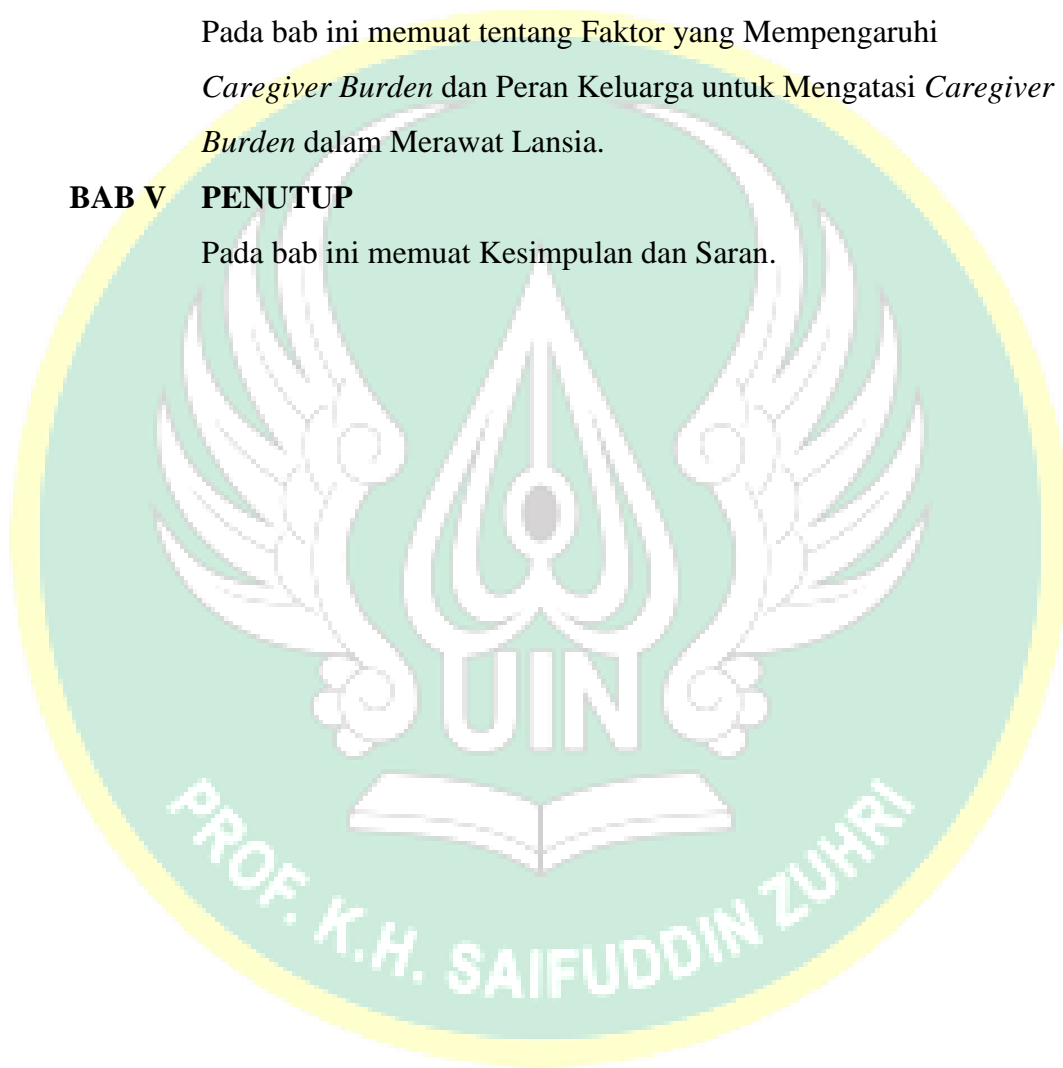 Pada bab ini memuat tentang Faktor yang Mempengaruhi
Caregiver Burden dan Peran Keluarga untuk Mengatasi Caregiver
Burden dalam Merawat Lansia.
BAB V PENUTUP
Pada bab ini memuat Kesimpulan dan Saran.
UIN
PROF. K.H. SAIFUDDIN ZUHRI